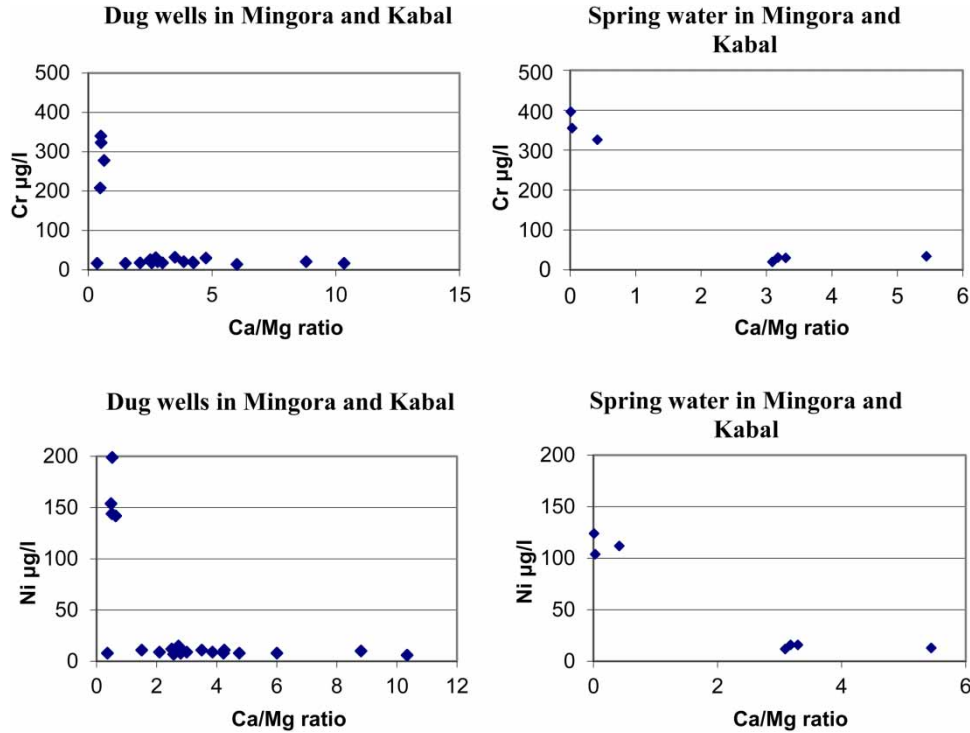 Dug wells in Mingora and Kabal
500
400
300
200
100
0
Cr µg/l
0 5 10 15
Ca/Mg ratio
Spring water in Mingora and
Kabal
500
400
300
200
100
0
Cr µg/l
0 1 2 3 4 5 6
Ca/Mg ratio
Dug wells in Mingora and Kabal
200
150
100
50
0
Ni µg/l
0 2 4 6 8 10 12
Ca/Mg ratio
Spring water in Mingora and
Kabal
200
150
100
50
0
Ni µg/l
0 2 4 6
Ca/Mg ratio